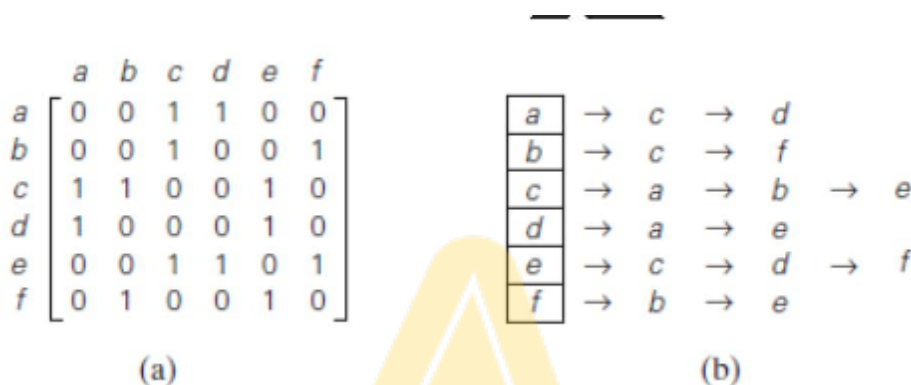 a b c d e f
a 0 0 1 1 0 0
b 0 0 1 0 0 1
c 1 1 0 0 1 0
d 1 0 0 0 1 0
e 0 0 1 1 0 1
f 0 1 0 0 1 0
(a)
a → c → d
b → c → f
c → a → b → e
d → a → e
e → c → d → f
f → b → e
(b)